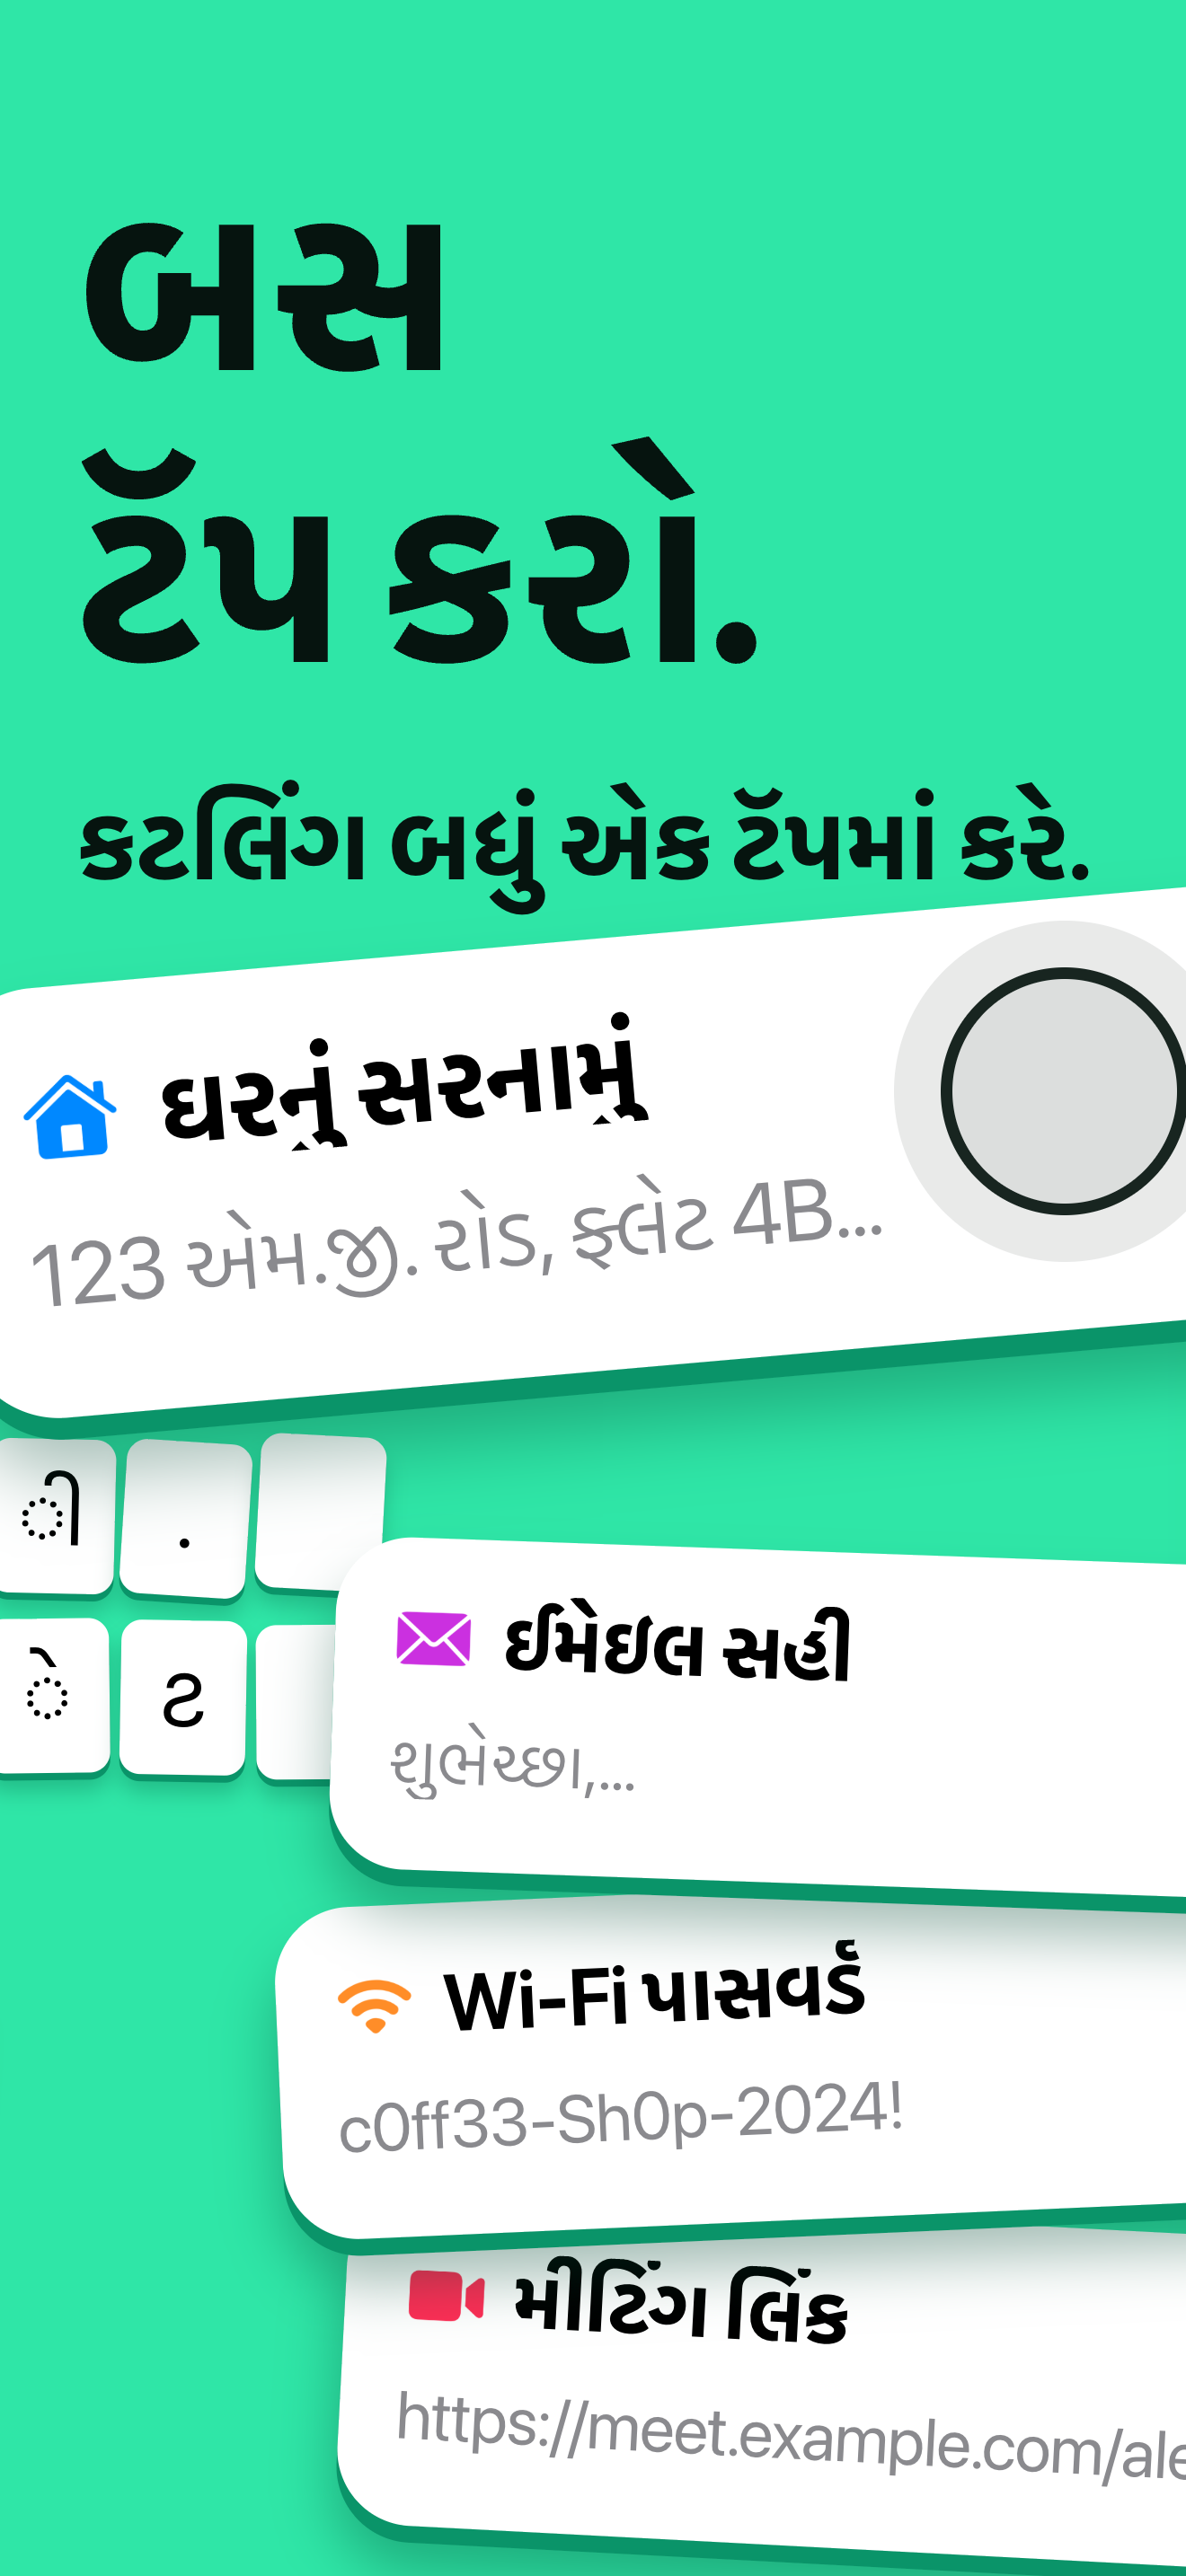 બસ
ટૅપ કરો.
કટલિંગ બધું એક ટૅપમાં કરે.
ઘરનું સરનામું
123 એમ.જી. રોડ, ફ્લેટ 4B...
ી
.
ે
ટ
ઈમેઇલ સહી
શુભેચ્છા,...
Wi-Fi પાસવર્ડ
c0ff33-Sh0p-2024!
મીટિંગ લિંક
https://meet.example.com/ale